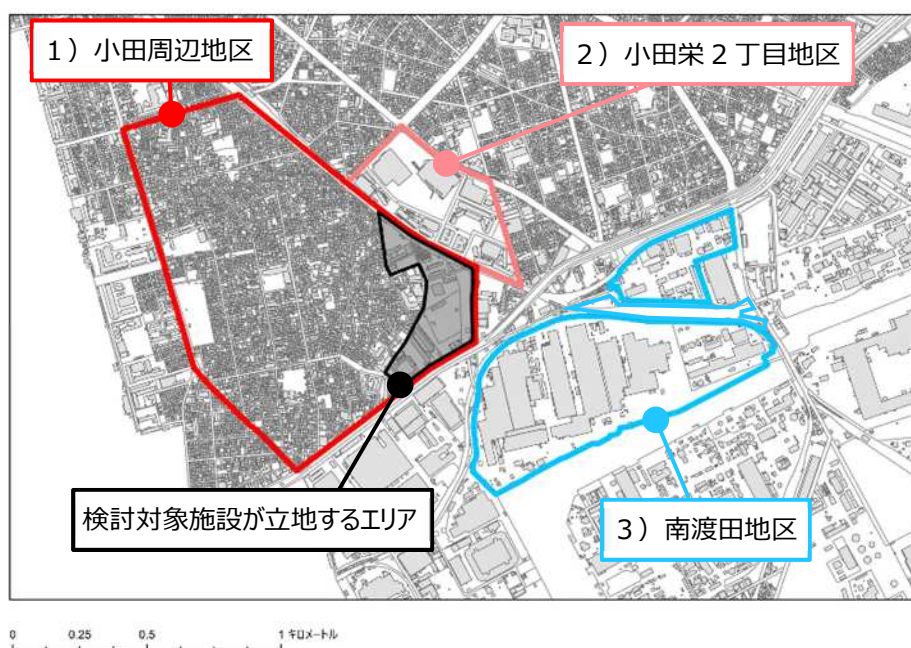 1）小田周辺地区
2）小田栄2丁目地区
検討対象施設が立地するエリア
3）南渡田地区
0 0.25 0.5 1 キロメートル